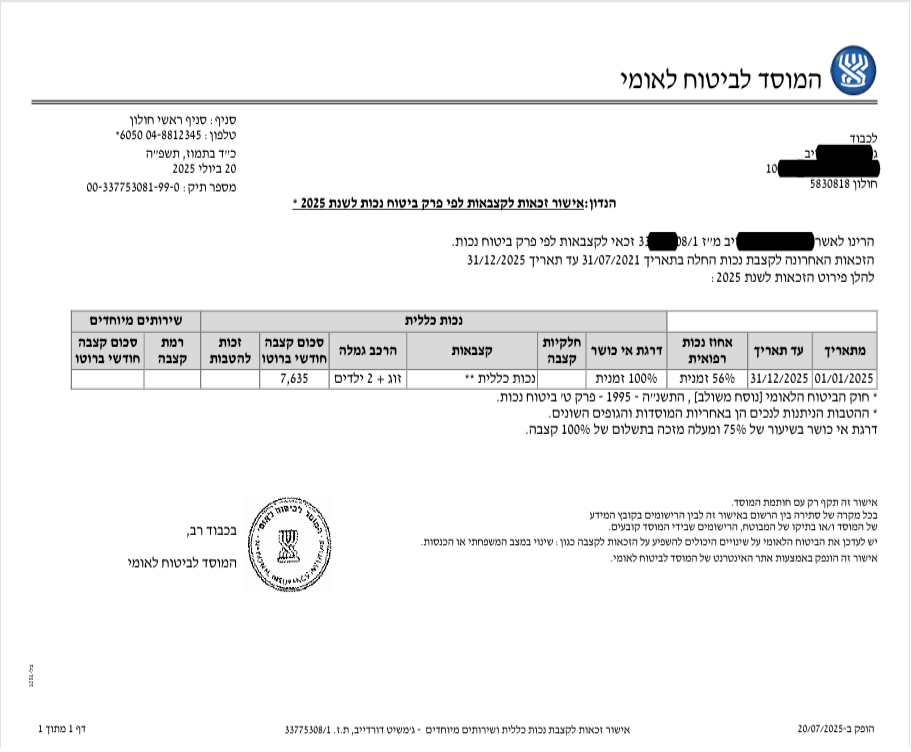 המוסד לביטוח לאומי
סניף: סניף ראשי חולון
טלפון: 04-8812345 6050*
כ״ד בתמוז, תשפ״ה
20 ביולי 2025
מספר תיק: 00-337753081-99-0
לכבוד
יב
10
חולון 5830818
הנדון: אישור זכאות לקצבאות לפי פרק ביטוח נכות לשנת 2025 *
הרינו לאשר יב מ״ז 33 08/1 זכאי לקצבאות לפי פרק ביטוח נכות.
הזכאות האחרונה לקצבת נכות החלה בתאריך 31/07/2021 עד תאריך 31/12/2025
להלן פירוט הזכאות לשנת 2025:
נכות כללית שירותים מיוחדים
מתאריך עד תאריך אחוז נכות רפואית דרגת אי כושר חלקיות קצבה קצבאות הרכב גמלה סכום קצבה חודשי ברוטו זכות להטבות רמת קצבה סכום קצבה חודשי ברוטו
01/01/2025 31/12/2025 56% זמנית 100% זמנית נכות כללית ** זוג + 2 ילדים 7,635
* חוק הביטוח הלאומי [נוסח משולב], התשנ״ה - 1995 - פרק ט׳ ביטוח נכות.
* ההטבות הניתנות לנכים הן באחריות המוסדות והגופים השונים.
דרגת אי כושר בשיעור של 75% ומעלה מזכה בתשלום של 100% קצבה.
אישור זה תקף רק עם חותמת המוסד.
בכל מקרה של סתירה בין הרשום באישור זה לבין הרישומים בקובץ המידע
של המוסד ו/או בתיקו של המבוטח, הרישומים שבידי המוסד קובעים.
יש לעדכן את הביטוח הלאומי על שינויים היכולים להשפיע על הזכאות לקצבה כגון: שינוי במצב המשפחתי או הכנסות.
אישור זה הונפק באמצעות אתר האינטרנט של המוסד לביטוח לאומי.
בכבוד רב,
המוסד לביטוח לאומי
המוסד לביטוח לאומי
הופק ב-20/07/2025
אישור זכאות לקצבת נכות כללית ושירותים מיוחדים - ג׳משיט דורדייב, ת.ז. 33775308/1
דף 1 מתוך 1